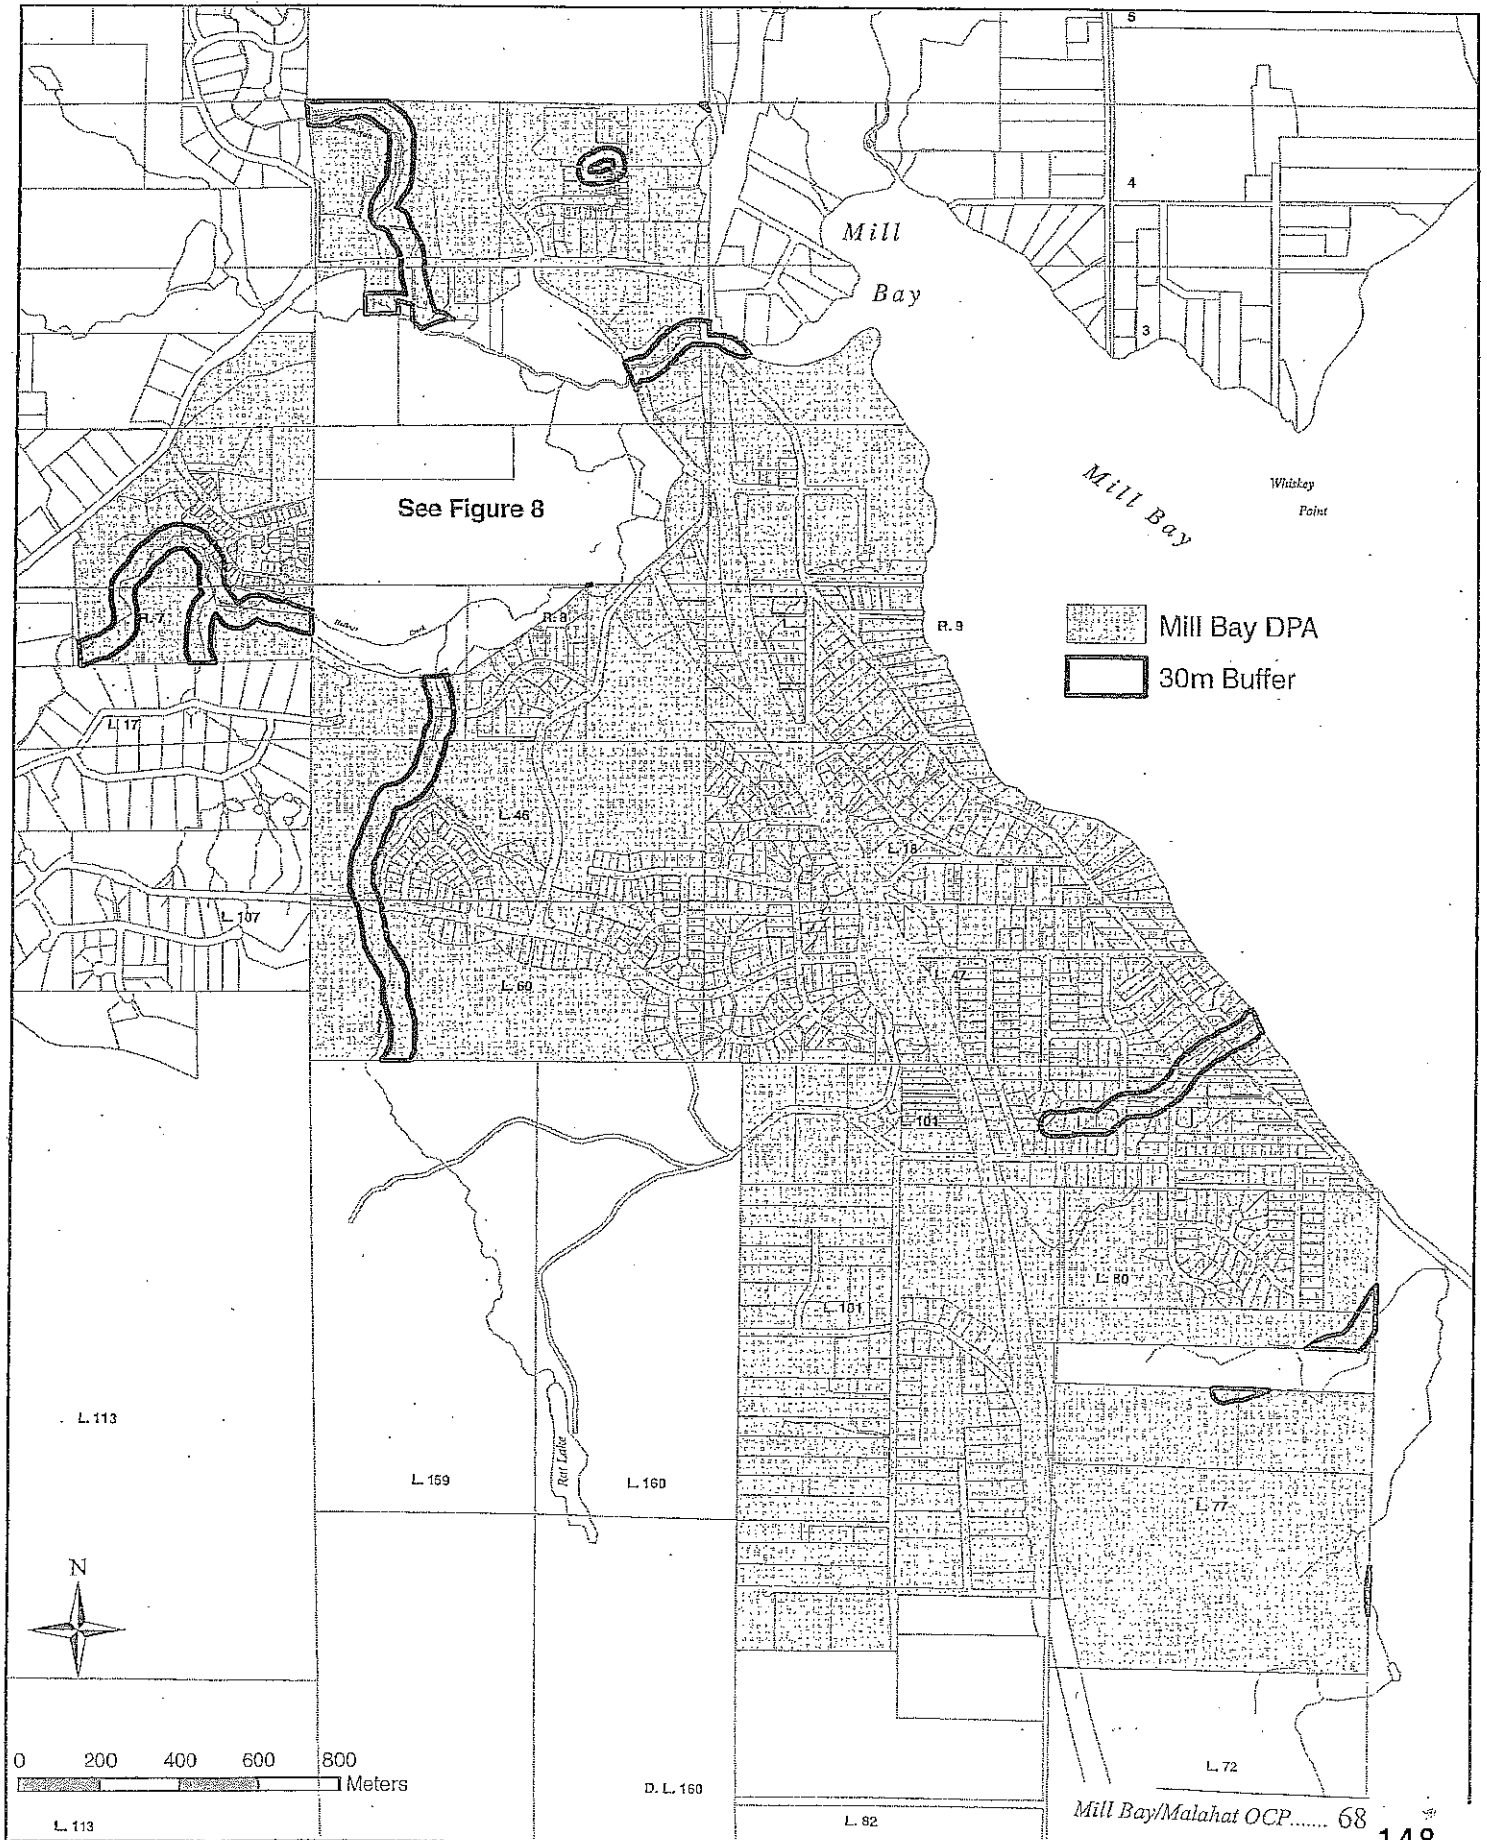 5
4
Mill
Bay
3
See Figure 8
Mill Bay
Whiskey
Point
R. 7
R. 8
R. 9
Mill Bay DPA
30m Buffer
L. 17
L. 46
L. 18
L. 107
L. 47
L. 60
L. 101
L. 80
L. 101
L. 113
L. 159
Rat Lake
L. 160
L. 77
N
0 200 400 600 800
Meters
D. L. 160
L. 72
L. 113
L. 82
Mill Bay/Malahat OCP....... 68
148